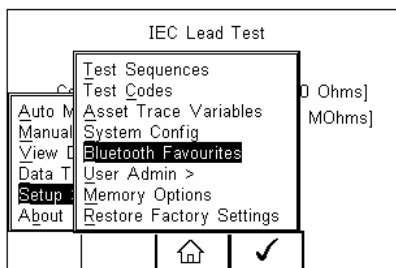 IEC Lead Test
Test Sequences
Test Codes
Asset Trace Variables
System Config
Bluetooth Favourites
User Admin >
Memory Options
Restore Factory Settings
Ohms]
MOhms]
Auto
Manual
View
Data
Setup
About